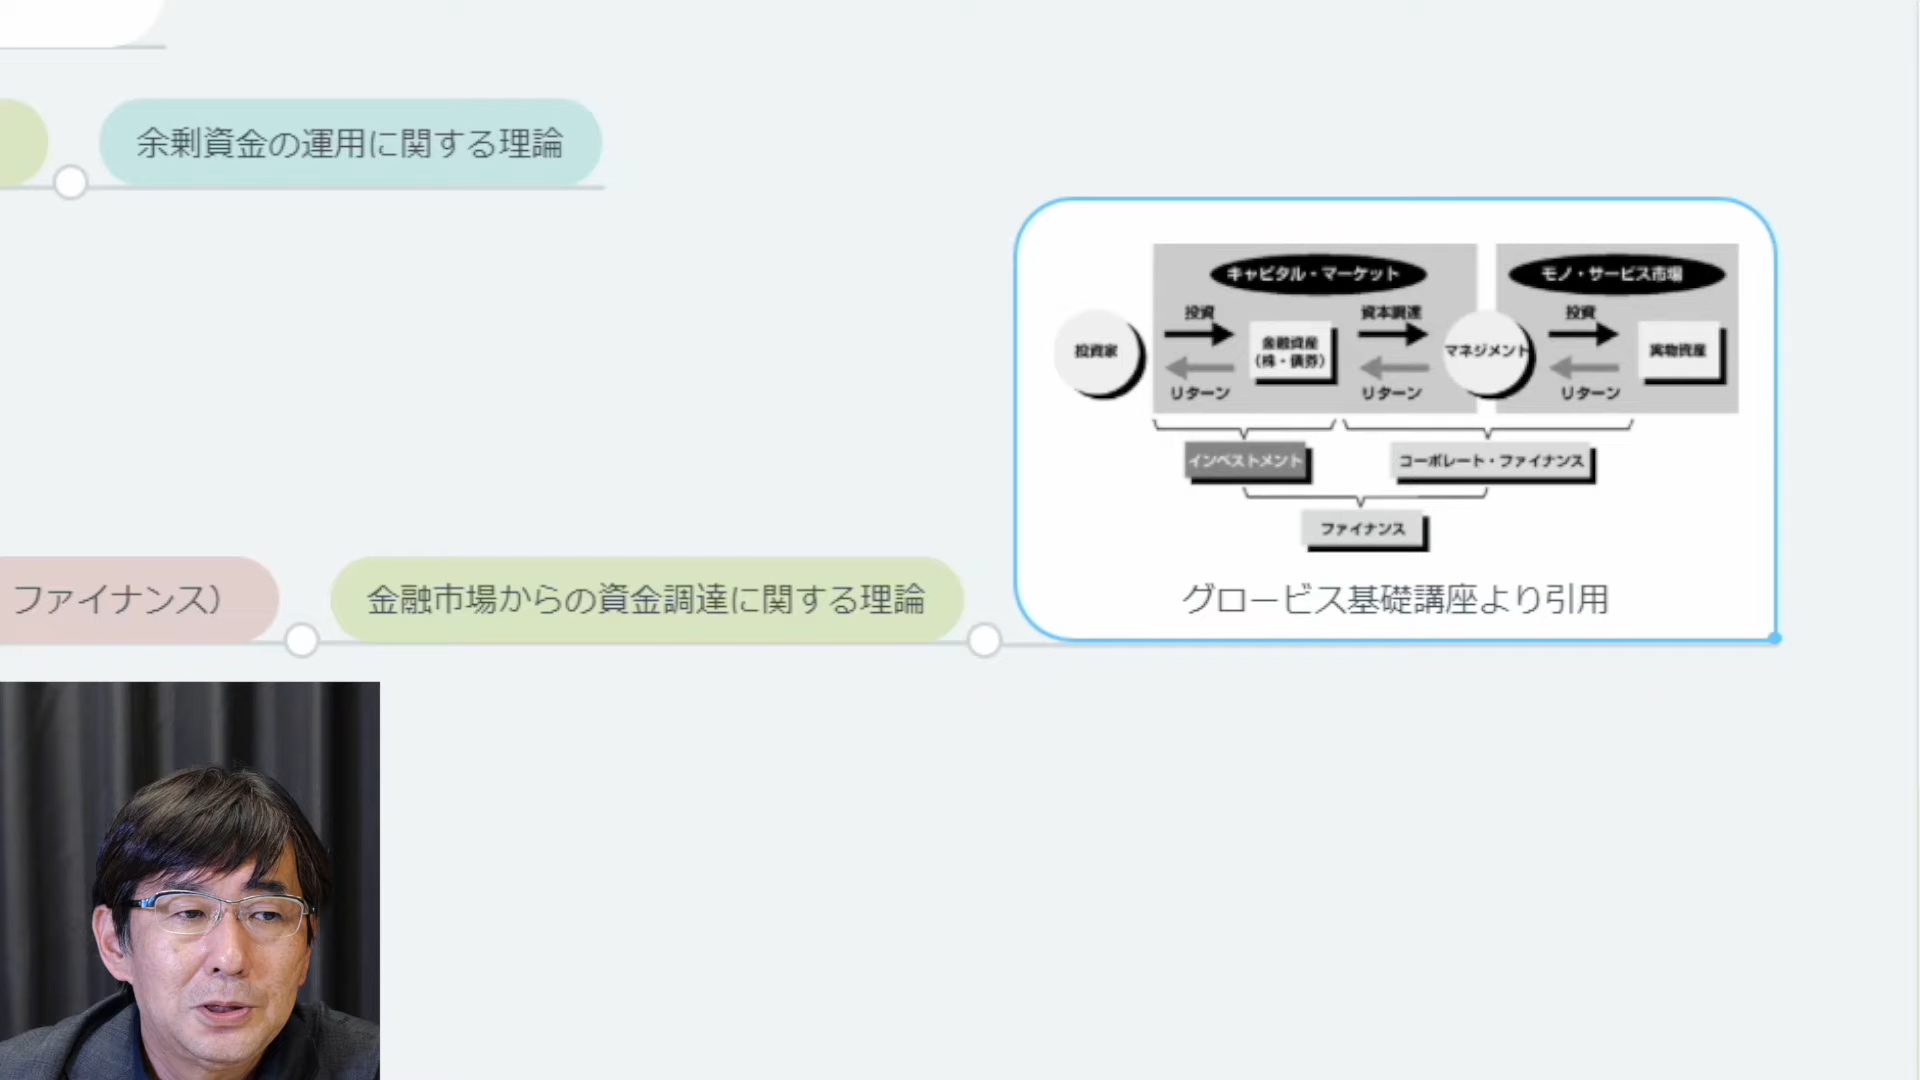 余剰資金の運用に関する理論
キャピタル・マーケット
モノ・サービス市場
投資
資本調達
投資
投資家
金融資産
(株・債券)
マネジメント
実物資産
リターン
リターン
リターン
インベストメント
コーポレート・ファイナンス
ファイナンス
ファイナンス）
金融市場からの資金調達に関する理論
グロービス基礎講座より引用